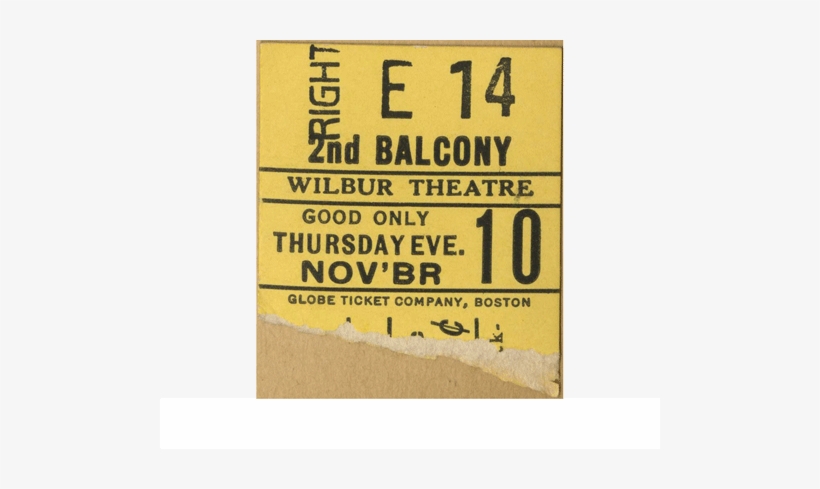 RIGHT
E 14
2nd BALCONY
WILBUR THEATRE
GOOD ONLY
THURSDAY EVE.
NOV'BR 10
GLOBE TICKET COMPANY, BOSTON